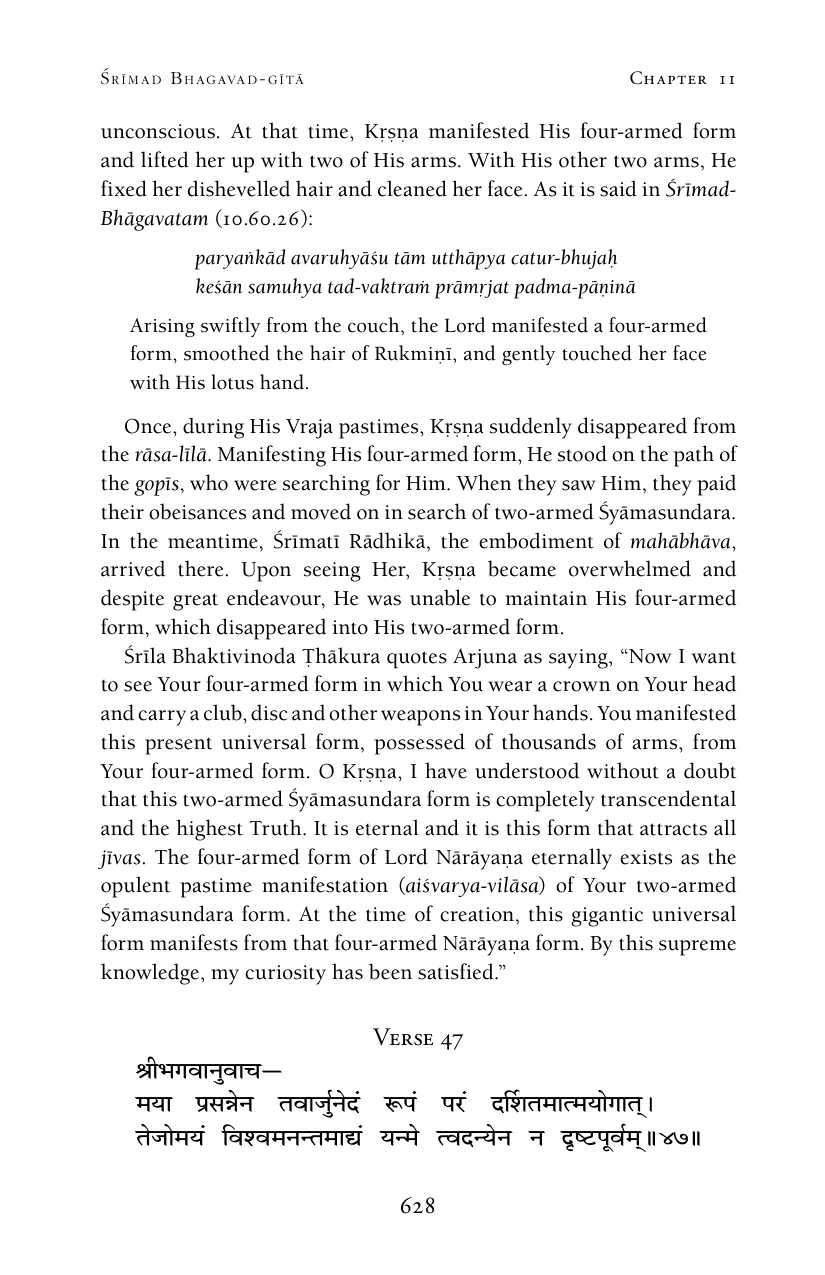 Śrīmad Bhagavad-gītā Chapter 11
unconscious. At that time, Kṛṣṇa manifested His four-armed form
and lifted her up with two of His arms. With His other two arms, He
fixed her dishevelled hair and cleaned her face. As it is said in Śrīmad-
Bhāgavatam (10.60.26):
paryaṅkād avaruhyāśu tām utthāpya catur-bhujaḥ
keśān samuhya tad-vaktraṁ prāmṛjat padma-pāṇinā
Arising swiftly from the couch, the Lord manifested a four-armed
form, smoothed the hair of Rukmiṇī, and gently touched her face
with His lotus hand.
Once, during His Vraja pastimes, Kṛṣṇa suddenly disappeared from
the rāsa-līlā. Manifesting His four-armed form, He stood on the path of
the gopīs, who were searching for Him. When they saw Him, they paid
their obeisances and moved on in search of two-armed Śyāmasundara.
In the meantime, Śrīmatī Rādhikā, the embodiment of mahābhāva,
arrived there. Upon seeing Her, Kṛṣṇa became overwhelmed and
despite great endeavour, He was unable to maintain His four-armed
form, which disappeared into His two-armed form.
Śrīla Bhaktivinoda Ṭhākura quotes Arjuna as saying, “Now I want
to see Your four-armed form in which You wear a crown on Your head
and carry a club, disc and other weapons in Your hands. You manifested
this present universal form, possessed of thousands of arms, from
Your four-armed form. O Kṛṣṇa, I have understood without a doubt
that this two-armed Śyāmasundara form is completely transcendental
and the highest Truth. It is eternal and it is this form that attracts all
jīvas. The four-armed form of Lord Nārāyaṇa eternally exists as the
opulent pastime manifestation (aiśvarya-vilāsa) of Your two-armed
Śyāmasundara form. At the time of creation, this gigantic universal
form manifests from that four-armed Nārāyaṇa form. By this supreme
knowledge, my curiosity has been satisfied.”
Verse 47
श्रीभगवानुवाच—
मया प्रसन्नेन तवार्जुनेदं रूपं परं दर्शितमात्मयोगात्।
तेजोमयं विश्वमनन्तमाद्यं यन्मे त्वदन्येन न दृष्टपूर्वम्॥४७॥
628